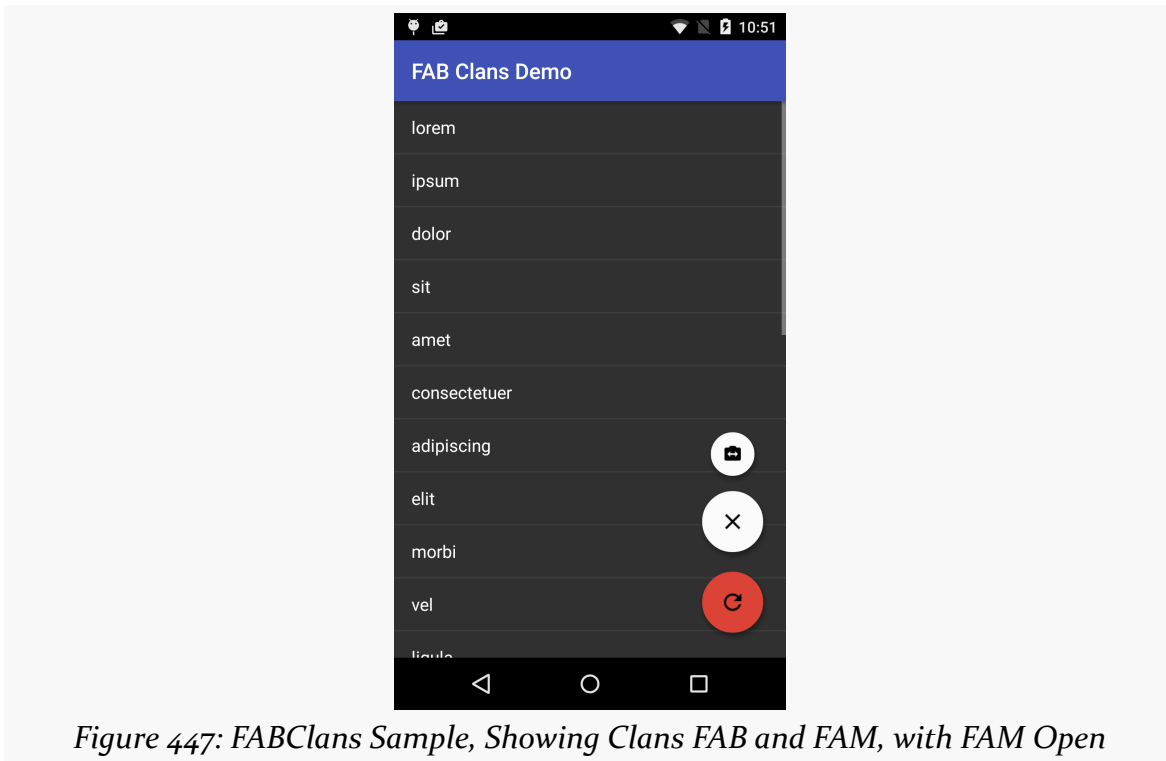 10:51
FAB Clans Demo
lorem
ipsum
dolor
sit
amet
consectetuer
adipiscing
elit
morbi
vel
ligula
Figure 447: FABClans Sample, Showing Clans FAB and FAM, with FAM Open